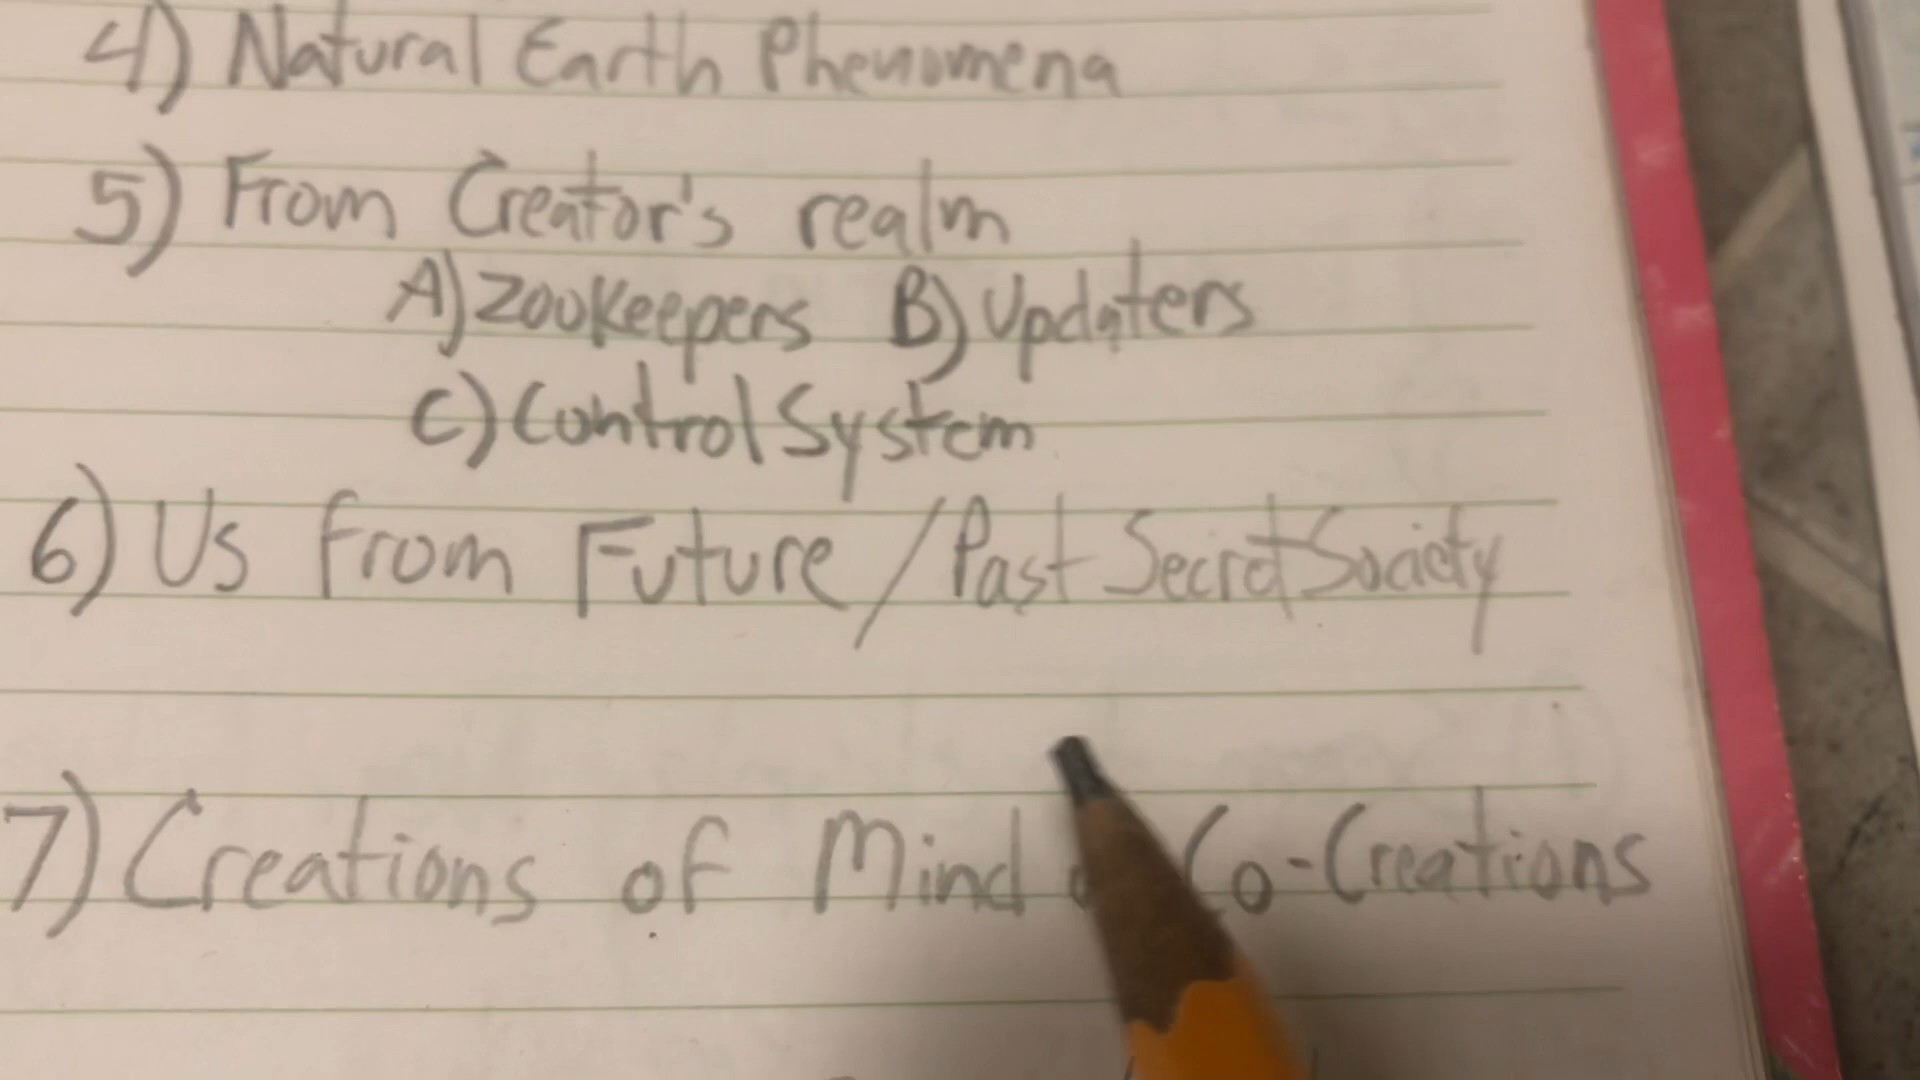 4) Natural Earth Phenomena
5) From Creator's realm
A) Zookeepers B) Updaters
C) Control System
6) Us from Future / Past Secret Society
7) Creations of Mind Co-Creations